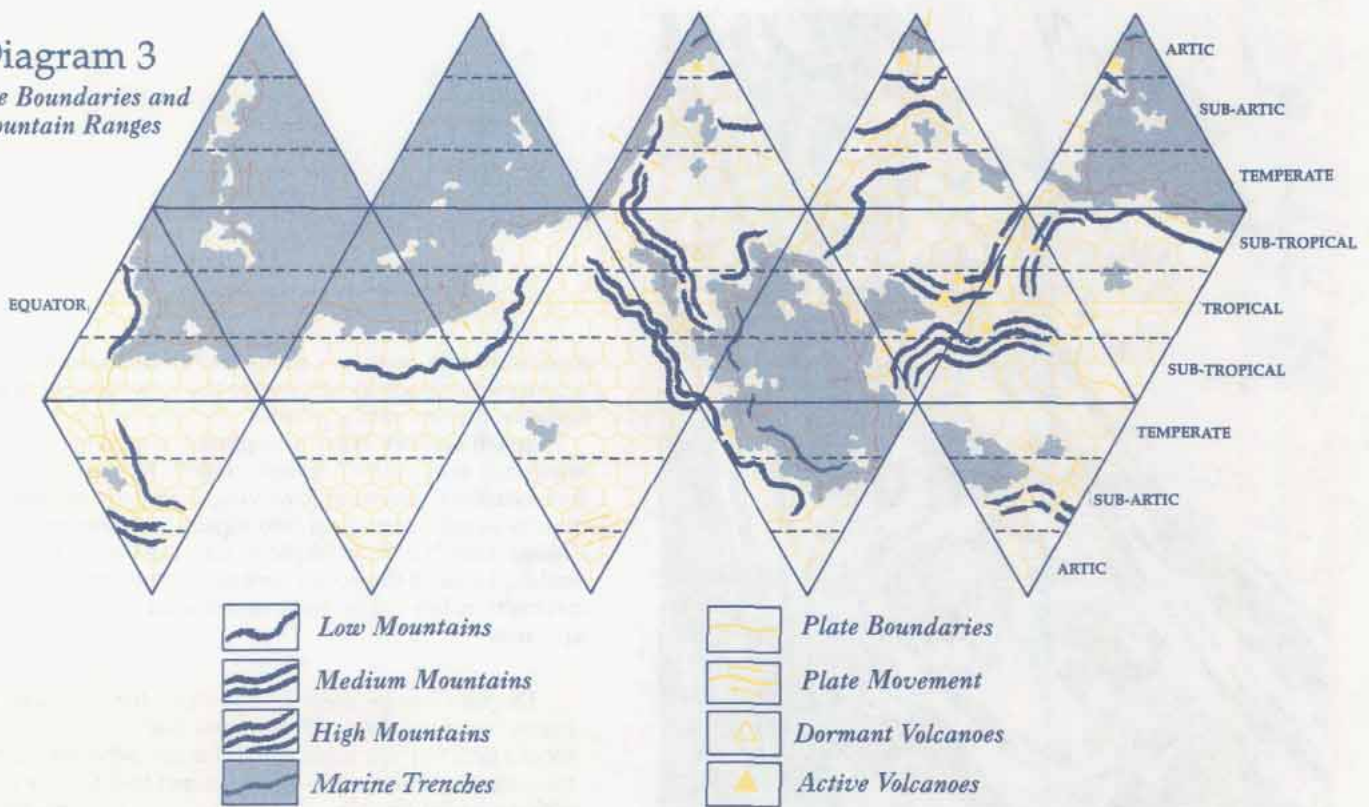 iagram 3
e Boundaries and
ountain Ranges
ARTIC
SUB-ARTIC
TEMPERATE
SUB-TROPICAL
EQUATOR
TROPICAL
SUB-TROPICAL
TEMPERATE
SUB-ARTIC
ARTIC
Low Mountains
Medium Mountains
High Mountains
Marine Trenches
Plate Boundaries
Plate Movement
Dormant Volcanoes
Active Volcanoes